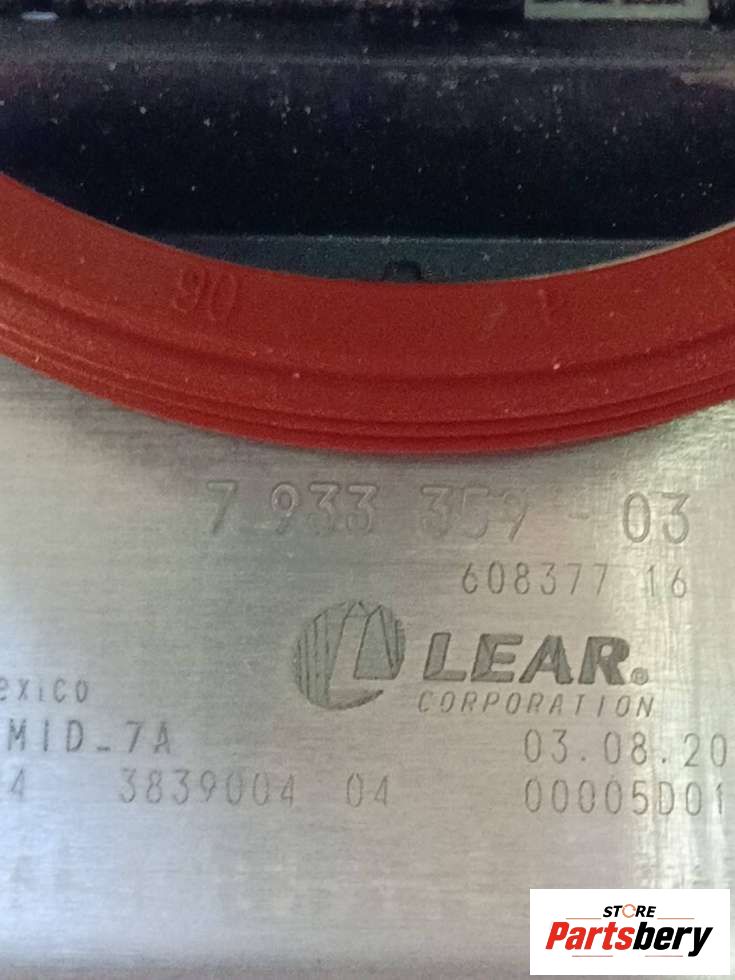 90
7 933 359 - 03
608377 16
LEAR®
CORPORATION
exico
MID_7A
03.08.20
4 3839004 04
00005D01
STORE
Partsbery